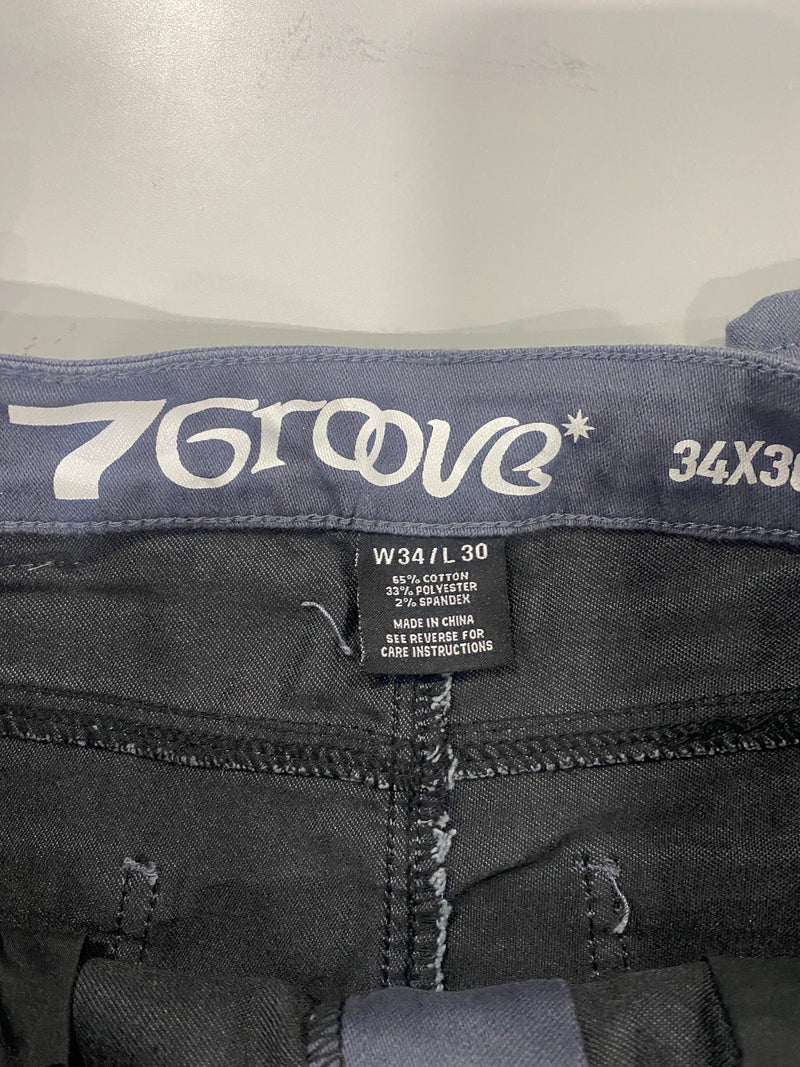 7Groove*
34X30
W34/L 30
65% COTTON
33% POLYESTER
2% SPANDEX
MADE IN CHINA
SEE REVERSE FOR
CARE INSTRUCTIONS